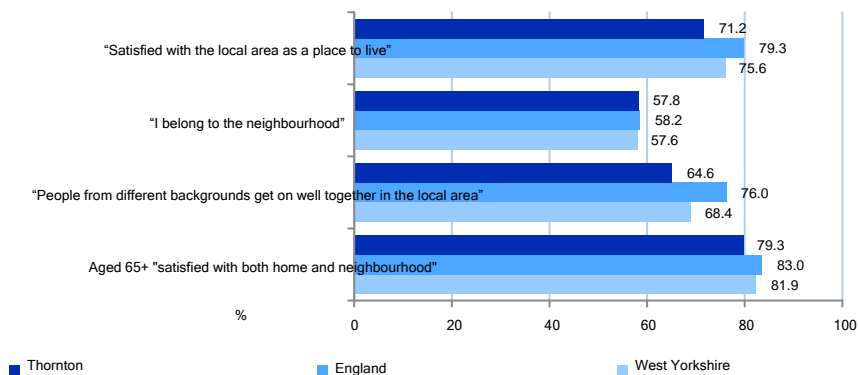 71.2
“Satisfied with the local area as a place to live” 79.3
75.6
57.8
“I belong to the neighbourhood” 58.2
57.6
64.6
“People from different backgrounds get on well together in the local area” 76.0
68.4
79.3
Aged 65+ "satisfied with both home and neighbourhood" 83.0
81.9
% 0 20 40 60 80 100
Thornton England West Yorkshire